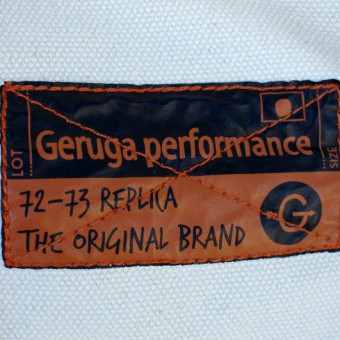 LOT
Geruga performance
SIZE
72-73 REPLICA
THE ORIGINAL BRAND
G